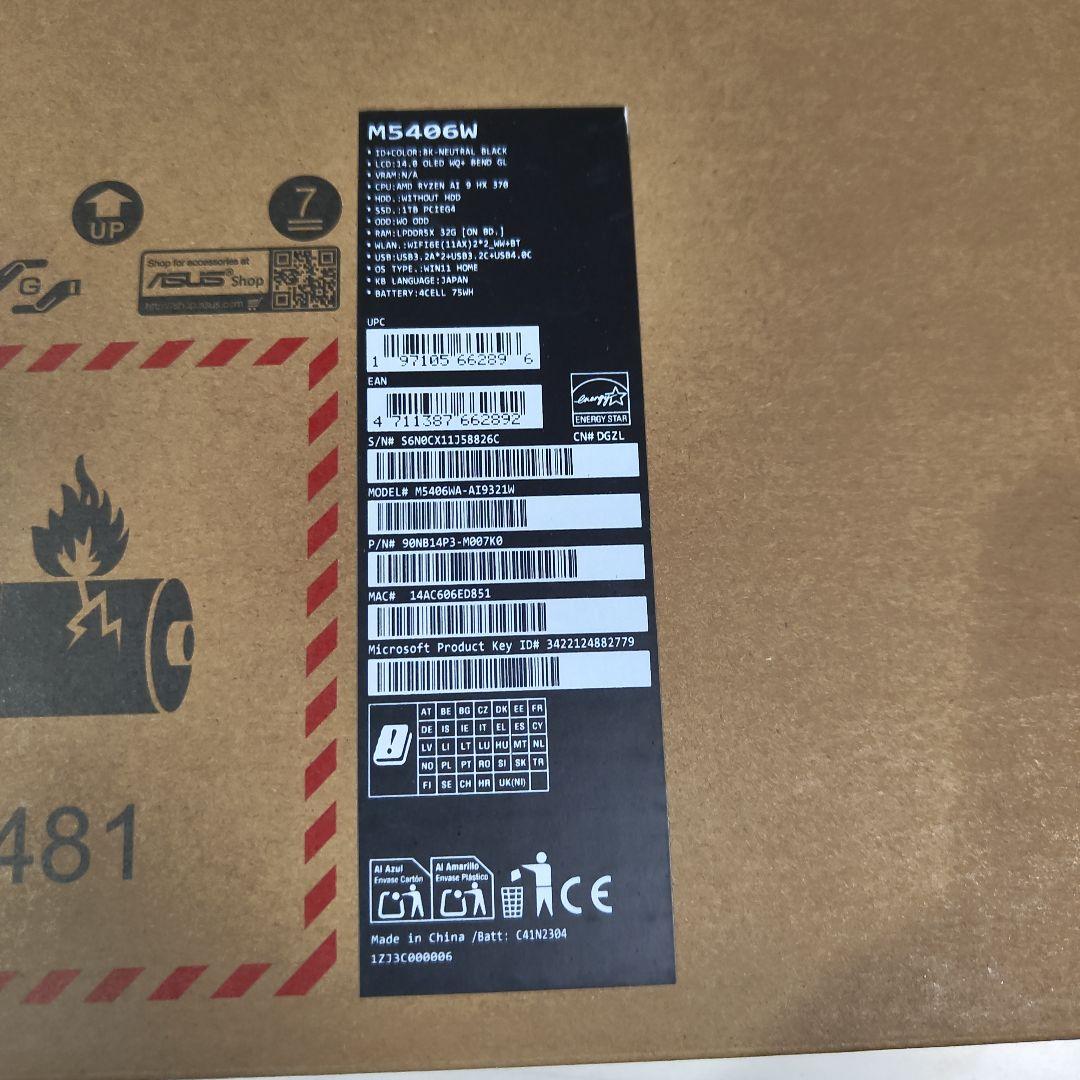 M5406W
• ID+COLOR:BK-NEUTRAL BLACK
• LCD:14.0 OLED WQ+ BEND GL
• VRAM:N/A
• CPU:AMD RYZEN AI 9 HX 370
• HDD.:WITHOUT HDD
• SSD.:1TB PCIEG4
• ODD:WO ODD
• RAM:LPDDR5X 32G [ON BD.]
• WLAN.:WIFI6E(11AX)2*2_WW+BT
• USB:USB3.2A*2+USB3.2C+USB4.0C
• OS TYPE.:WIN11 HOME
• KB LANGUAGE:JAPAN
• BATTERY:4CELL 75WH
UPC
1 97105 66289 6
EAN
4 711387 662892
energy
ENERGY STAR
S/N# S6N0CX11J58826C
CN# DGZL
MODEL# M5406WA-AI9321W
P/N# 90NB14P3-M007K0
MAC# 14AC606ED851
Microsoft Product Key ID# 3422124882779
AT BE BG CZ DK EE FR
DE IS IE IT EL ES CY
LV LI LT LU HU MT NL
NO PL PT RO SI SK TR
FI SE CH HR UK(NI)
Al Azul
Envase Cartón
Al Amarillo
Envase Plástico
CE
Made in China /Batt: C41N2304
1ZJ3C000006
UP
7
G I
Shop for accessories at
ASUS® Shop
http://shop.asus.com
481